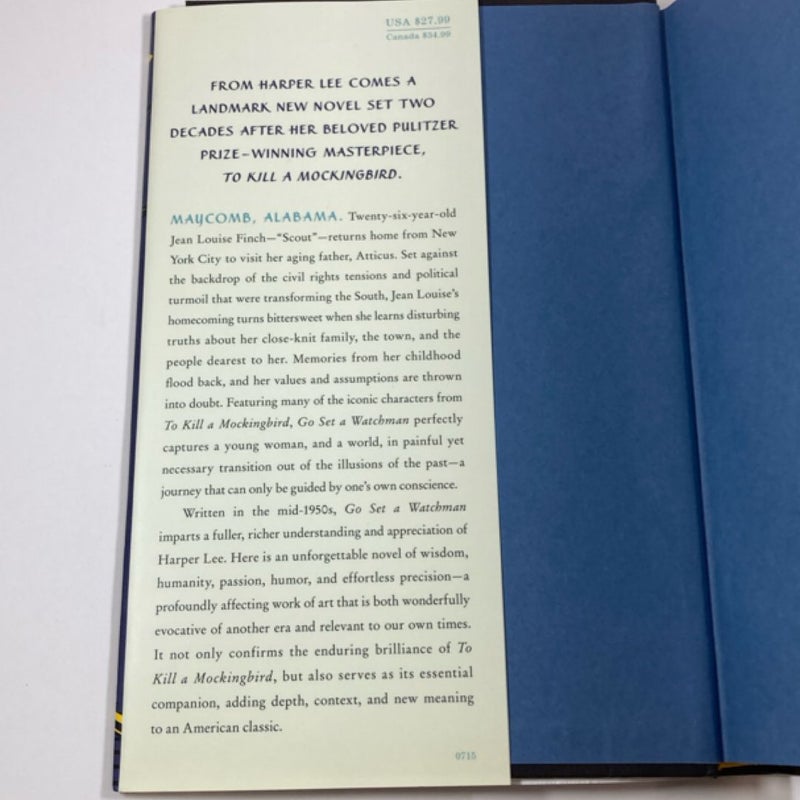 USA $27.99
Canada $34.99
FROM HARPER LEE COMES A
LANDMARK NEW NOVEL SET TWO
DECADES AFTER HER BELOVED PULITZER
PRIZE–WINNING MASTERPIECE,
TO KILL A MOCKINGBIRD.
MAYCOMB, ALABAMA. Twenty-six-year-old
Jean Louise Finch—"Scout"—returns home from New
York City to visit her aging father, Atticus. Set against
the backdrop of the civil rights tensions and political
turmoil that were transforming the South, Jean Louise's
homecoming turns bittersweet when she learns disturbing
truths about her close-knit family, the town, and the
people dearest to her. Memories from her childhood
flood back, and her values and assumptions are thrown
into doubt. Featuring many of the iconic characters from
To Kill a Mockingbird, Go Set a Watchman perfectly
captures a young woman, and a world, in painful yet
necessary transition out of the illusions of the past—a
journey that can only be guided by one's own conscience.
Written in the mid-1950s, Go Set a Watchman
imparts a fuller, richer understanding and appreciation of
Harper Lee. Here is an unforgettable novel of wisdom,
humanity, passion, humor, and effortless precision—a
profoundly affecting work of art that is both wonderfully
evocative of another era and relevant to our own times.
It not only confirms the enduring brilliance of To
Kill a Mockingbird, but also serves as its essential
companion, adding depth, context, and new meaning
to an American classic.
0715